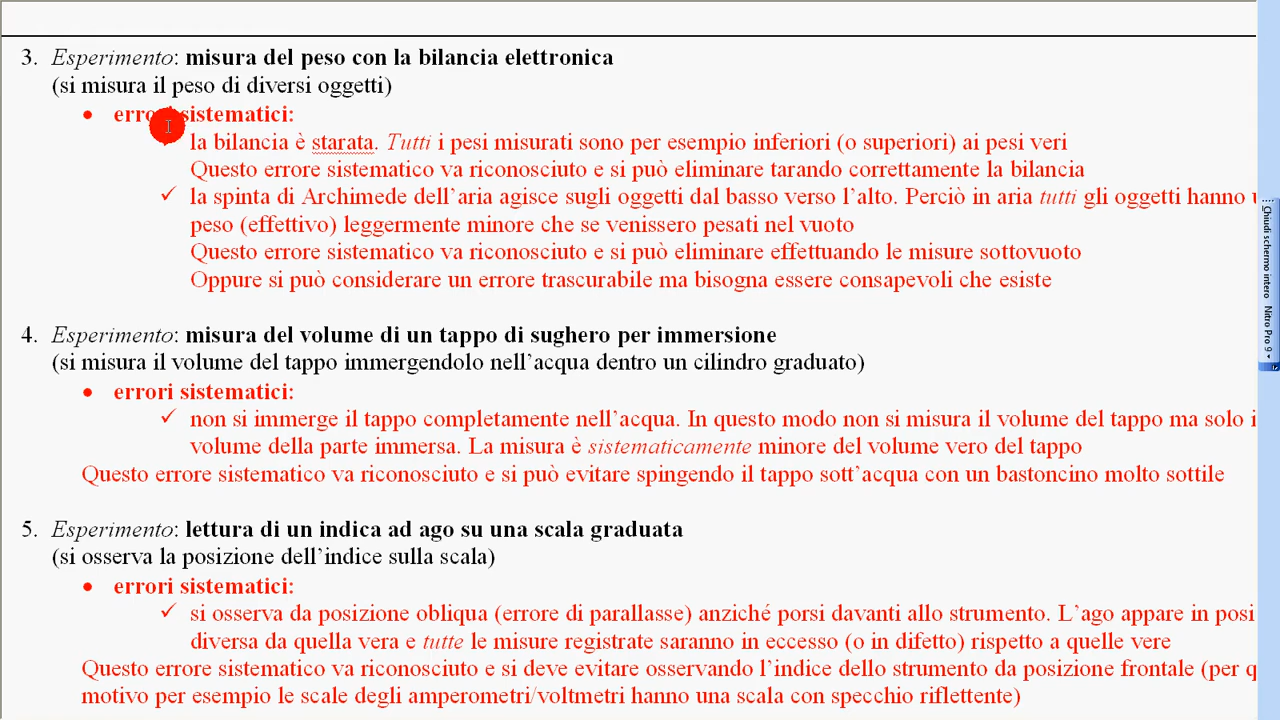 3. Esperimento: misura del peso con la bilancia elettronica
(si misura il peso di diversi oggetti)
• sistematici:
la bilancia è starata. Tutti i pesi misurati sono per esempio inferiori (o superiori) ai pesi veri
Questo errore sistematico va riconosciuto e si può eliminare tarando correttamente la bilancia
✓ la spinta di Archimede dell'aria agisce sugli oggetti dal basso verso l'alto. Perciò in aria tutti gli oggetti hanno
peso (effettivo) leggermente minore che se venissero pesati nel vuoto
Questo errore sistematico va riconosciuto e si può eliminare effettuando le misure sottovuoto
Oppure si può considerare un errore trascurabile ma bisogna essere consapevoli che esiste
4. Esperimento: misura del volume di un tappo di sughero per immersione
(si misura il volume del tappo immergendolo nell'acqua dentro un cilindro graduato)
• errori sistematici:
✓ non si immerge il tappo completamente nell'acqua. In questo modo non si misura il volume del tappo ma solo
volume della parte immersa. La misura è sistematicamente minore del volume vero del tappo
Questo errore sistematico va riconosciuto e si può evitare spingendo il tappo sott'acqua con un bastoncino molto sottile
5. Esperimento: lettura di un indica ad ago su una scala graduata
(si osserva la posizione dell'indice sulla scala)
• errori sistematici:
✓ si osserva da posizione obliqua (errore di parallasse) anziché porsi davanti allo strumento. L'ago appare in posi
diversa da quella vera e tutte le misure registrate saranno in eccesso (o in difetto) rispetto a quelle vere
Questo errore sistematico va riconosciuto e si deve evitare osservando l'indice dello strumento da posizione frontale (per q
motivo per esempio le scale degli amperometri/voltmetri hanno una scala con specchio riflettente)
Chiudi schermo intero
Nitro Pro 9